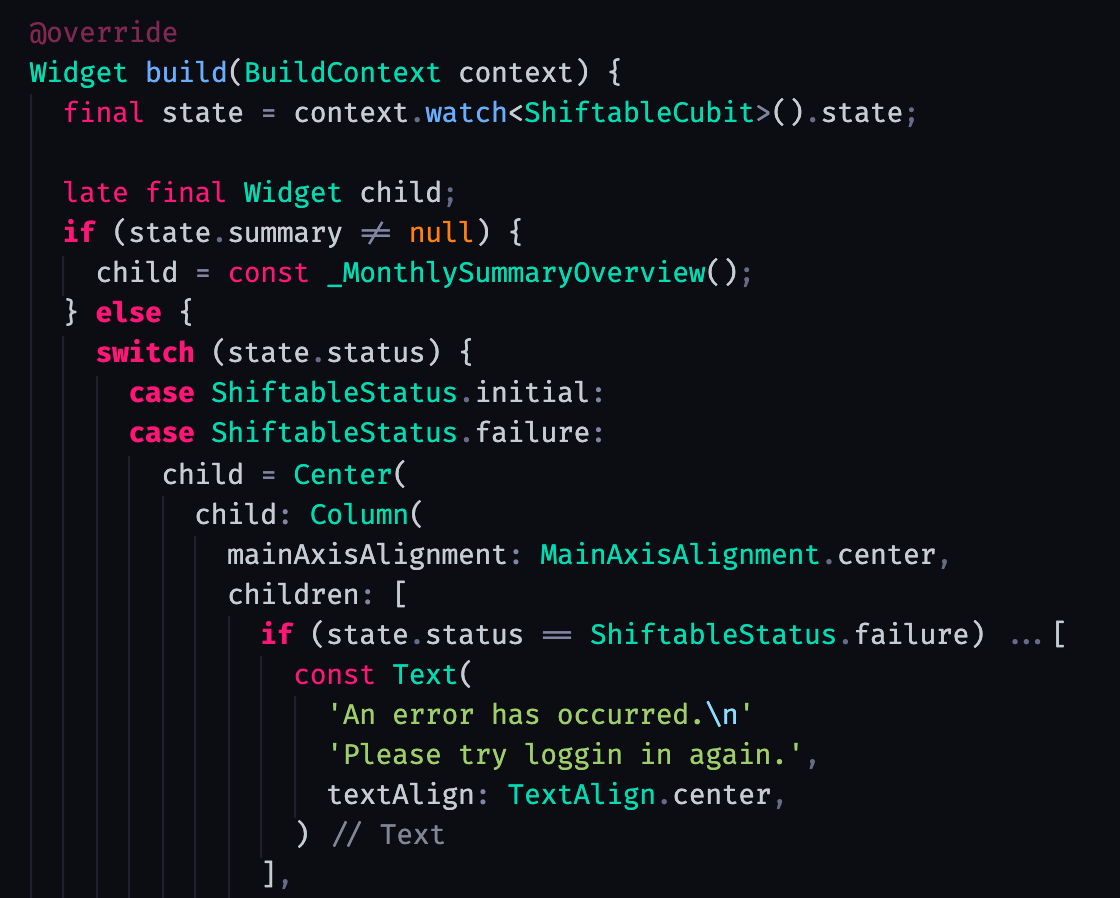 @override
Widget build(BuildContext context) {
  final state = context.watch<ShiftableCubit>().state;

  late final Widget child;
  if (state.summary != null) {
    child = const _MonthlySummaryOverview();
  } else {
    switch (state.status) {
      case ShiftableStatus.initial:
      case ShiftableStatus.failure:
        child = Center(
          child: Column(
            mainAxisAlignment: MainAxisAlignment.center,
            children: [
              if (state.status == ShiftableStatus.failure) ...[
                const Text(
                  'An error has occurred.\n'
                  'Please try loggin in again.',
                  textAlign: TextAlign.center,
                ) // Text
              ],